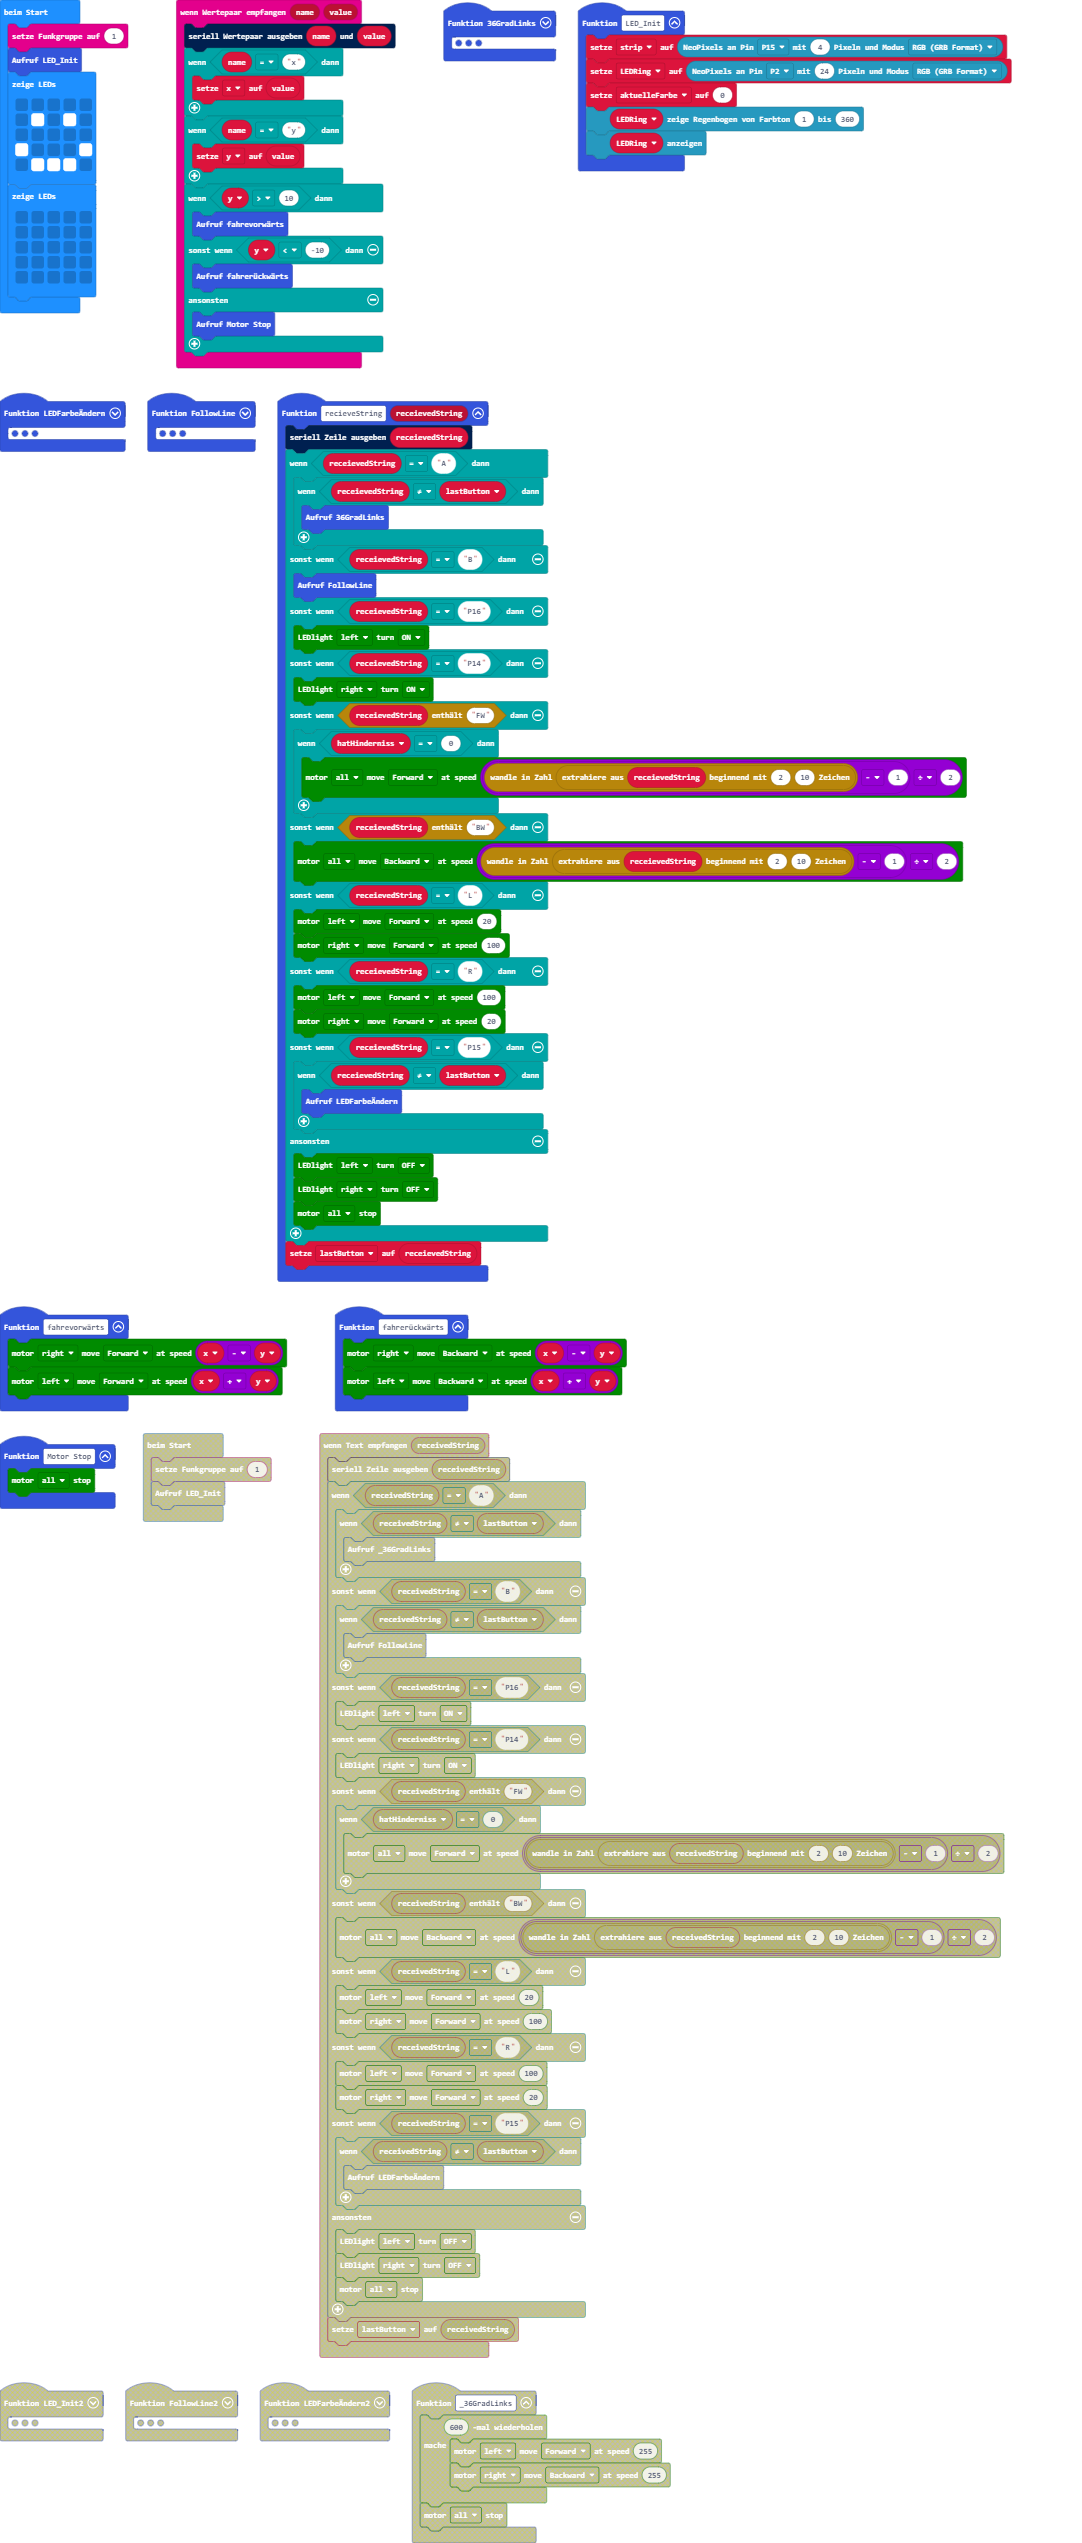 beim Start
setze Funkgruppe auf 1
Aufruf LED_Init
zeige LEDs
zeige LEDs
wenn Wertepaar empfangen name value
seriell Wertepaar ausgeben name und value
wenn name = "x" dann
setze x auf value
wenn name = "y" dann
setze y auf value
wenn y > 10 dann
Aufruf fahrevorwärts
sonst wenn y < -10 dann
Aufruf fahrerückwärts
ansonsten
Aufruf Motor Stop
Funktion 36GradLinks
Funktion LED_Init
setze strip auf NeoPixels an Pin P15 mit 4 Pixeln und Modus RGB (GRB Format)
setze LEDRing auf NeoPixels an Pin P2 mit 24 Pixeln und Modus RGB (GRB Format)
setze aktuelleFarbe auf 0
LEDRing zeige Regenbogen von Farbton 1 bis 360
LEDRing anzeigen
Funktion LEDFarbeÄndern
Funktion FollowLine
Funktion recieveString receievedString
seriell Zeile ausgeben receievedString
wenn receievedString = "A" dann
wenn receievedString ≠ lastButton dann
Aufruf 36GradLinks
sonst wenn receievedString = "B" dann
Aufruf FollowLine
sonst wenn receievedString = "P16" dann
LEDlight left turn ON
sonst wenn receievedString = "P14" dann
LEDlight right turn ON
sonst wenn receievedString enthält "FW" dann
wenn hatHinderniss = 0 dann
motor all move Forward at speed wandle in Zahl extrahiere aus receievedString beginnend mit 2 10 Zeichen - 1 ÷ 2
sonst wenn receievedString enthält "BW" dann
motor all move Backward at speed wandle in Zahl extrahiere aus receievedString beginnend mit 2 10 Zeichen - 1 ÷ 2
sonst wenn receievedString = "L" dann
motor left move Forward at speed 20
motor right move Forward at speed 100
sonst wenn receievedString = "R" dann
motor left move Forward at speed 100
motor right move Forward at speed 20
sonst wenn receievedString = "P15" dann
wenn receievedString ≠ lastButton dann
Aufruf LEDFarbeÄndern
ansonsten
LEDlight left turn OFF
LEDlight right turn OFF
motor all stop
setze lastButton auf receievedString
Funktion fahrevorwärts
motor right move Forward at speed x - y
motor left move Forward at speed x + y
Funktion fahrerückwärts
motor right move Backward at speed x - y
motor left move Backward at speed x + y
Funktion Motor Stop
motor all stop
beim Start
setze Funkgruppe auf 1
Aufruf LED_Init
wenn Text empfangen receivedString
seriell Zeile ausgeben receivedString
wenn receivedString = "A" dann
wenn receivedString ≠ lastButton dann
Aufruf _36GradLinks
sonst wenn receivedString = "B" dann
wenn receivedString ≠ lastButton dann
Aufruf FollowLine
sonst wenn receivedString = "P16" dann
LEDlight left turn ON
sonst wenn receivedString = "P14" dann
LEDlight right turn ON
sonst wenn receivedString enthält "FW" dann
wenn hatHinderniss = 0 dann
motor all move Forward at speed wandle in Zahl extrahiere aus receivedString beginnend mit 2 10 Zeichen - 1 ÷ 2
sonst wenn receivedString enthält "BW" dann
motor all move Backward at speed wandle in Zahl extrahiere aus receivedString beginnend mit 2 10 Zeichen - 1 ÷ 2
sonst wenn receivedString = "L" dann
motor left move Forward at speed 20
motor right move Forward at speed 100
sonst wenn receivedString = "R" dann
motor left move Forward at speed 100
motor right move Forward at speed 20
sonst wenn receivedString = "P15" dann
wenn receivedString ≠ lastButton dann
Aufruf LEDFarbeÄndern
ansonsten
LEDlight left turn OFF
LEDlight right turn OFF
motor all stop
setze lastButton auf receivedString
Funktion LED_Init2
Funktion FollowLine2
Funktion LEDFarbeÄndern2
Funktion _36GradLinks
600 -mal wiederholen
mache
motor left move Forward at speed 255
motor right move Backward at speed 255
motor all stop